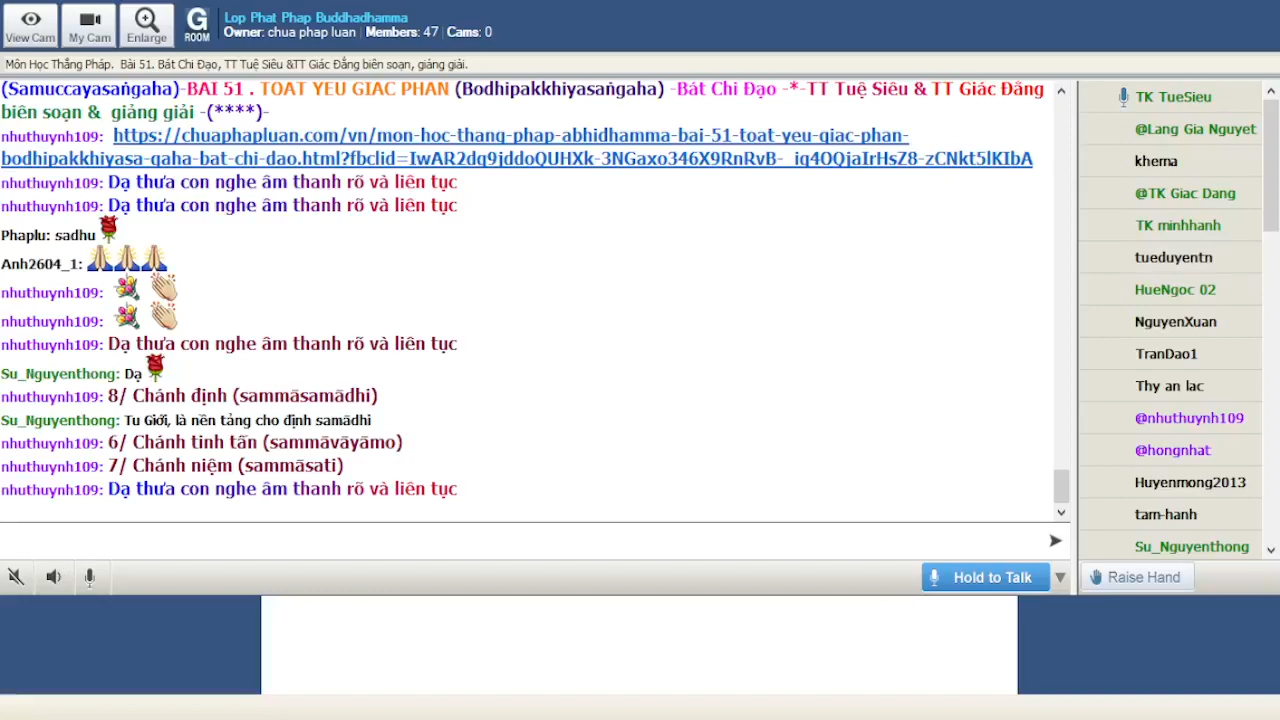 View Cam
My Cam
Enlarge
G
ROOM
Lop Phat Phap Buddhadhamma
Owner: chua phap luan | Members: 47 | Cams: 0
Môn Học Thắng Pháp.  Bài 51. Bát Chi Đạo, TT Tuệ Siêu &TT Giác Đẳng biên soạn, giảng giải.
(Samuccayasaṅgaha)-BAI 51 . TOAT YEU GIAC PHAN (Bodhipakkhiyasaṅgaha) -Bát Chi Đạo -*-TT Tuệ Siêu & TT Giác Đẳng
biên soạn &  giảng giải -(****)-
nhuthuynh109:  https://chuaphapluan.com/vn/mon-hoc-thang-phap-abhidhamma-bai-51-toat-yeu-giac-phan-
bodhipakkhiyasa-gaha-bat-chi-dao.html?fbclid=IwAR2dq9jddoQUHXk-3NGaxo346X9RnRvB-_iq4OQjaIrHsZ8-zCNkt5lKIbA
nhuthuynh109: Dạ thưa con nghe âm thanh rõ và liên tục
nhuthuynh109: Dạ thưa con nghe âm thanh rõ và liên tục
Phaplu: sadhu
Anh2604_1:
nhuthuynh109:
nhuthuynh109:
nhuthuynh109: Dạ thưa con nghe âm thanh rõ và liên tục
Su_Nguyenthong: Dạ
nhuthuynh109: 8/ Chánh định (sammāsamādhi)
Su_Nguyenthong: Tu Giới, là nền tảng cho định samādhi
nhuthuynh109: 6/ Chánh tinh tấn (sammāvāyāmo)
nhuthuynh109: 7/ Chánh niệm (sammāsati)
nhuthuynh109: Dạ thưa con nghe âm thanh rõ và liên tục
Hold to Talk
TK TueSieu
@Lang Gia Nguyet
khema
@TK Giac Dang
TK minhhanh
tueduyentn
HueNgoc 02
NguyenXuan
TranDao1
Thy an lac
@nhuthuynh109
@hongnhat
Huyenmong2013
tam-hanh
Su_Nguyenthong
Raise Hand